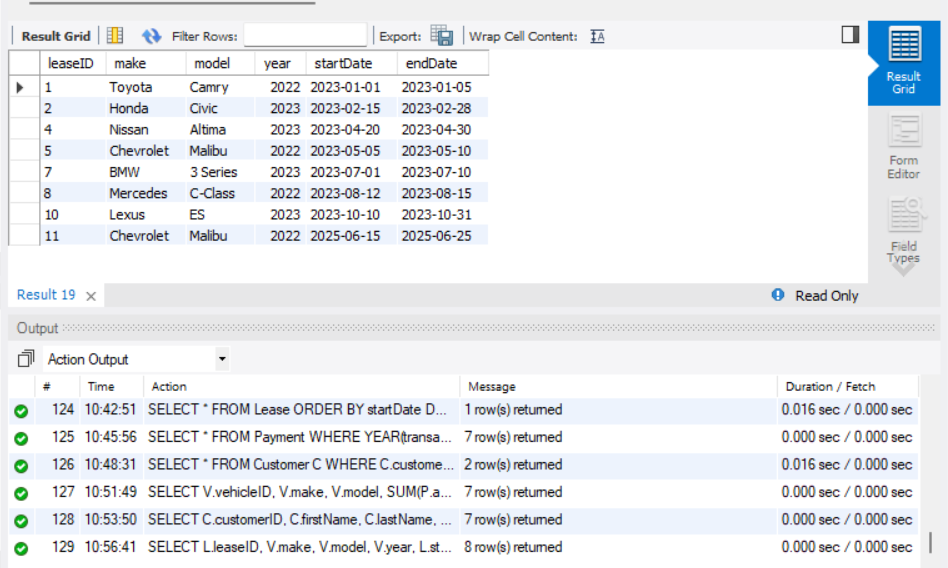 Result Grid Filter Rows: Export: Wrap Cell Content:
leaseID make model year startDate endDate
1 Toyota Camry 2022 2023-01-01 2023-01-05
2 Honda Civic 2023 2023-02-15 2023-02-28
4 Nissan Altima 2023 2023-04-20 2023-04-30
5 Chevrolet Malibu 2022 2023-05-05 2023-05-10
7 BMW 3 Series 2023 2023-07-01 2023-07-10
8 Mercedes C-Class 2022 2023-08-12 2023-08-15
10 Lexus ES 2023 2023-10-10 2023-10-31
11 Chevrolet Malibu 2022 2025-06-15 2025-06-25
Result
Grid
Form
Editor
Field
Types
Result 19 Read Only
Output
Action Output
# Time Action Message Duration / Fetch
124 10:42:51 SELECT * FROM Lease ORDER BY startDate D... 1 row(s) returned 0.016 sec / 0.000 sec
125 10:45:56 SELECT * FROM Payment WHERE YEAR(transa... 7 row(s) returned 0.000 sec / 0.000 sec
126 10:48:31 SELECT * FROM Customer C WHERE C.custome... 2 row(s) returned 0.016 sec / 0.000 sec
127 10:51:49 SELECT V.vehicleID, V.make, V.model, SUM(P.a... 7 row(s) returned 0.000 sec / 0.000 sec
128 10:53:50 SELECT C.customerID, C.firstName, C.lastName, ... 7 row(s) returned 0.000 sec / 0.000 sec
129 10:56:41 SELECT L.leaseID, V.make, V.model, V.year, L.st... 8 row(s) returned 0.000 sec / 0.000 sec